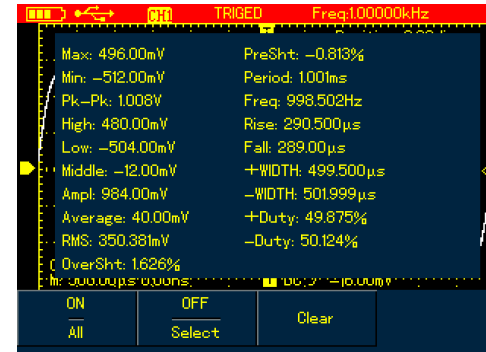 CH1 TRIGED Freq:1.00000kHz
Max: 496.00mV PreSht: –0.813%
Min: –512.00mV Period: 1.001ms
Pk–Pk: 1.008V Freq: 998.502Hz
High: 480.00mV Rise: 290.500µs
Low: –504.00mV Fall: 289.00µs
Middle: –12.00mV +WIDTH: 499.500µs
Ampl: 984.00mV –WIDTH: 501.999µs
Average: 40.00mV +Duty: 49.875%
RMS: 350.381mV –Duty: 50.124%
OverSht: 1.626%
ON OFF Clear
All Select